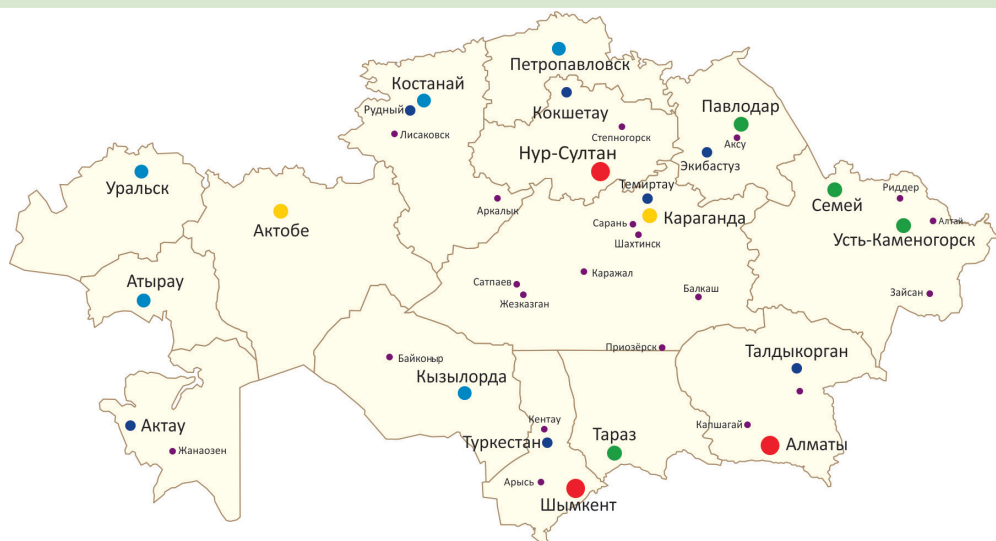 Петропавловск
Костанай
Рудный
Кокшетау
Павлодар
Лисаковск
Степногорск
Аксу
Нур-Султан
Экибастуз
Уральск
Темиртау
Семей
Риддер
Актобе
Аркалык
Сарань
Караганда
Алтай
Шахтинск
Усть-Каменогорск
Атырау
Сатпаев
Каражал
Балкаш
Зайсан
Жезказган
Байконыр
Приозёрск
Талдыкорган
Кызылорда
Актау
Жанаозен
Кентау
Туркестан
Тараз
Капшагай
Алматы
Арысь
Шымкент